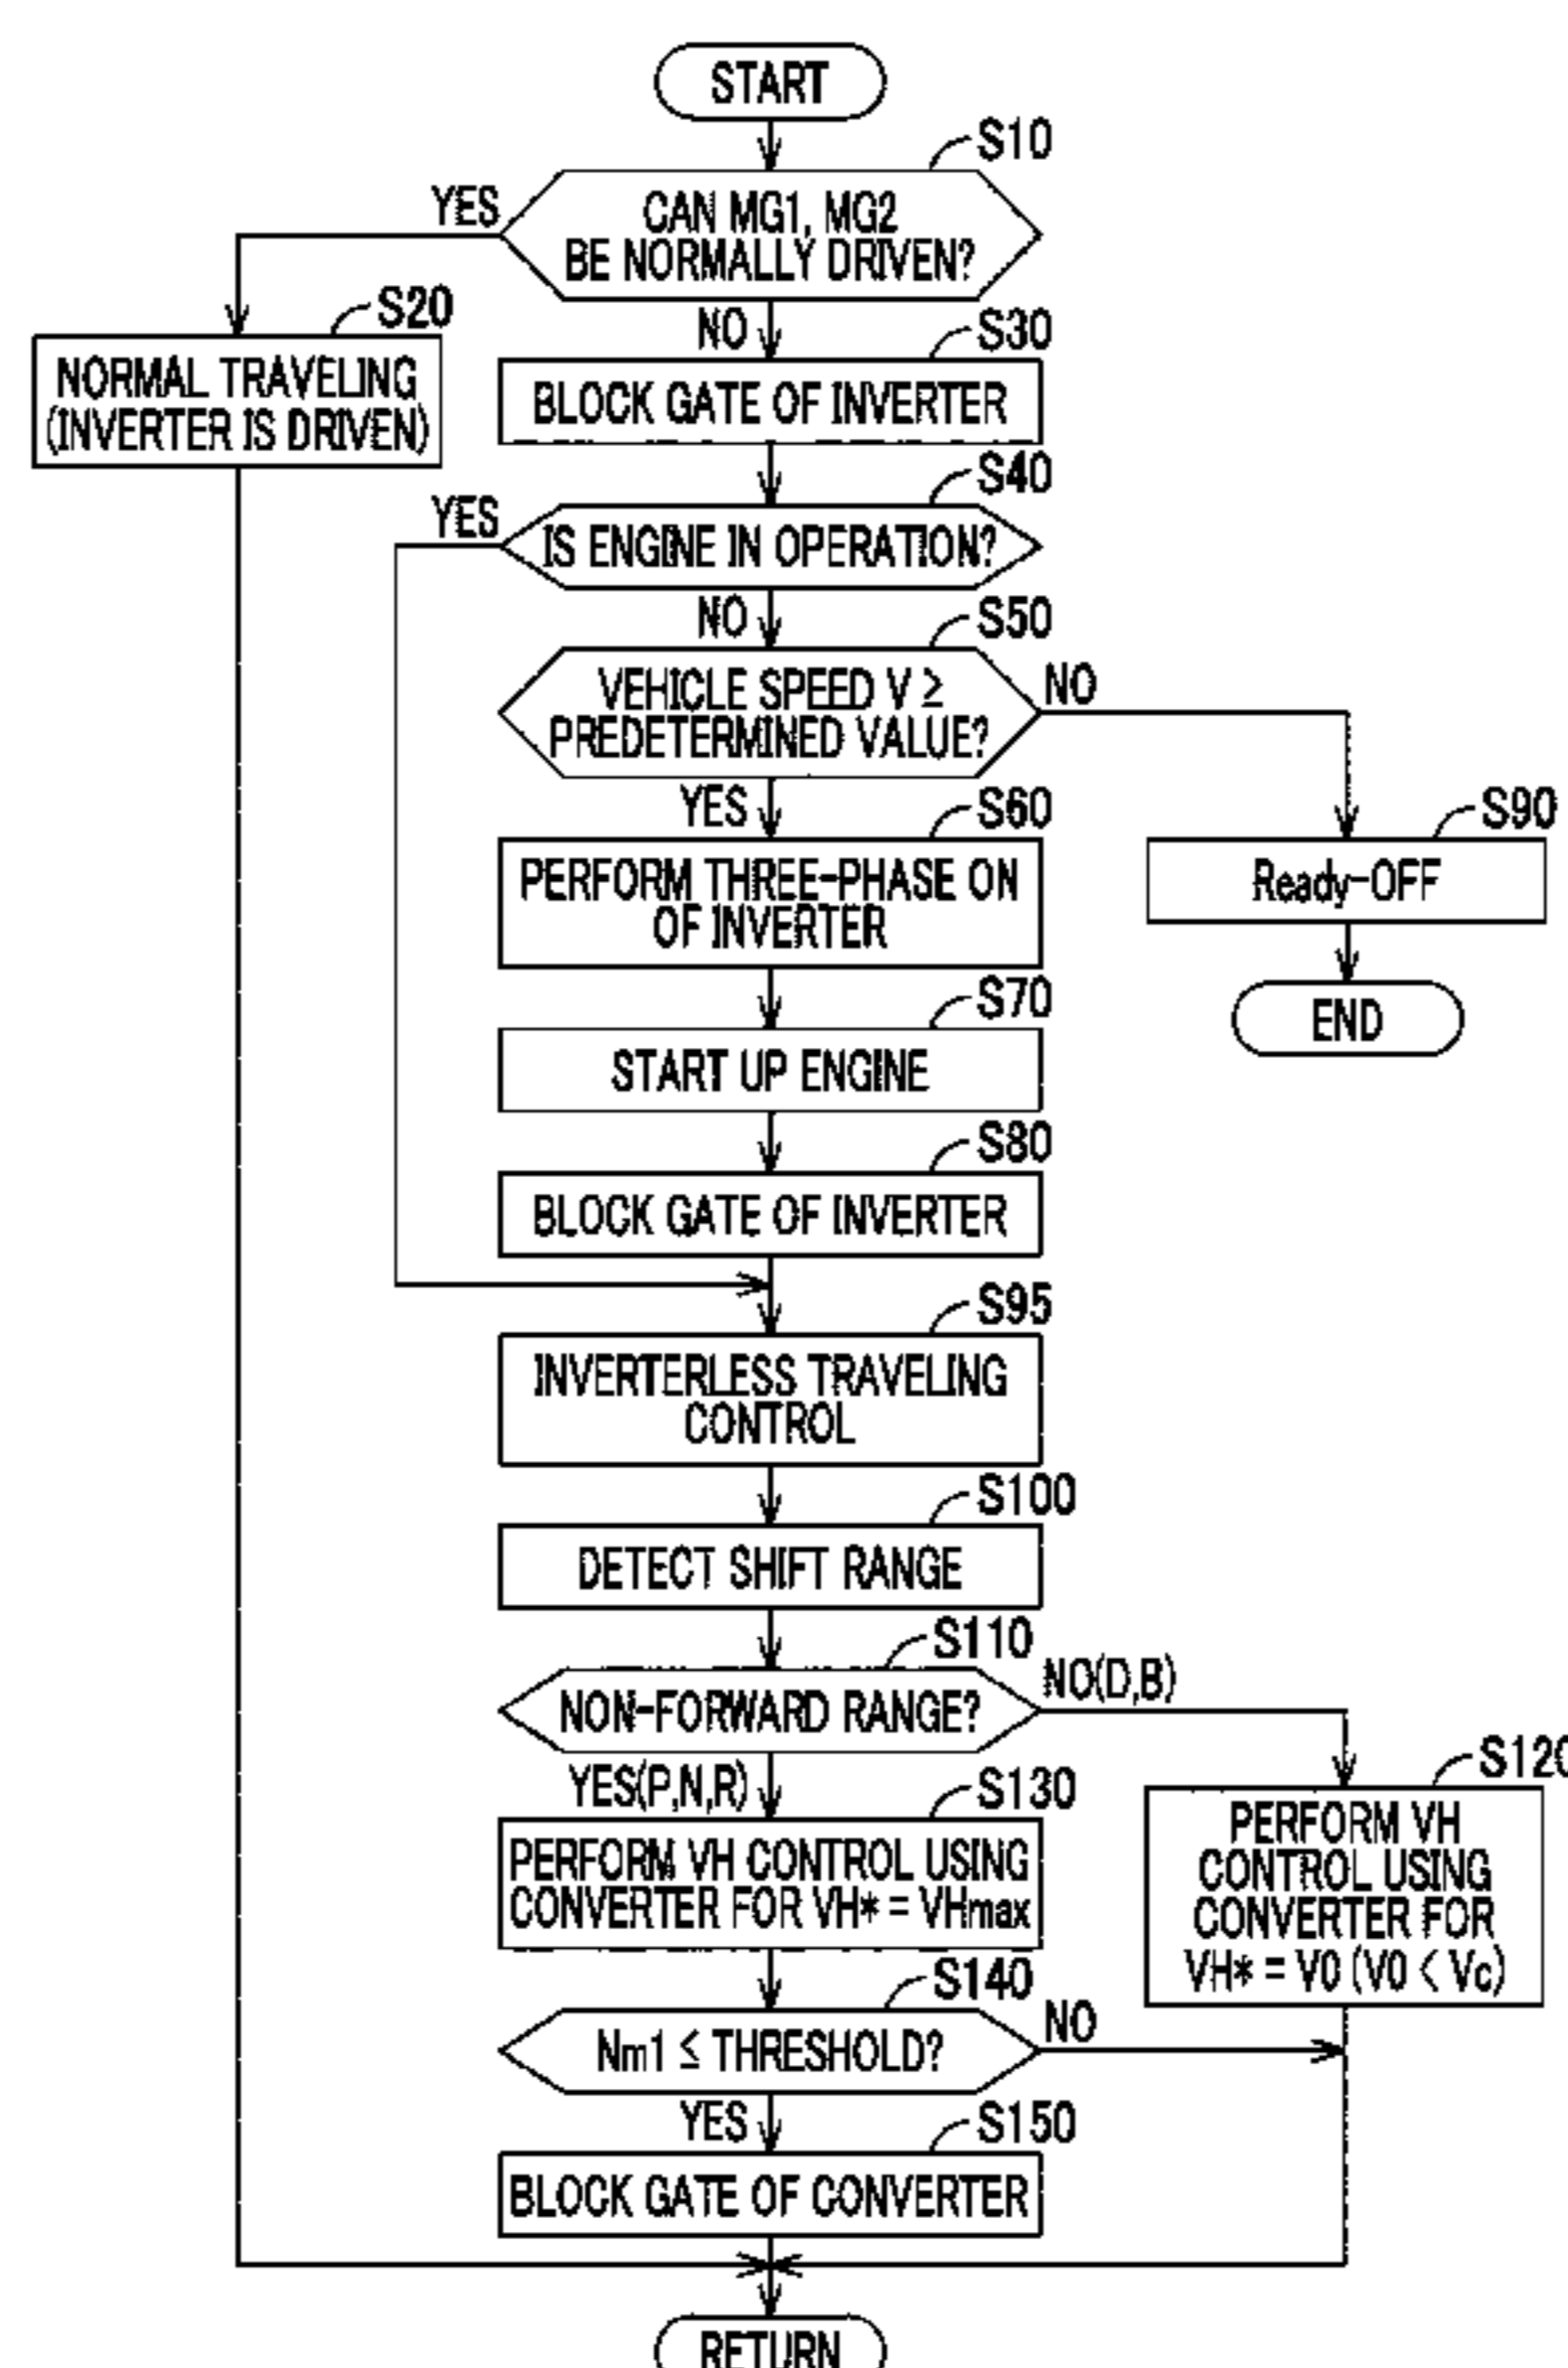 START
S10
YES
CAN MG1, MG2
BE NORMALLY DRIVEN?
S20
NO
S30
NORMAL TRAVELING
(INVERTER IS DRIVEN)
BLOCK GATE OF INVERTER
S40
YES
IS ENGINE IN OPERATION?
NO
S50
VEHICLE SPEED V ≥
PREDETERMINED VALUE?
NO
YES
S60
S90
PERFORM THREE-PHASE ON
OF INVERTER
Ready-OFF
S70
END
START UP ENGINE
S80
BLOCK GATE OF INVERTER
S95
INVERTERLESS TRAVELING
CONTROL
S100
DETECT SHIFT RANGE
S110
NON-FORWARD RANGE?
NO(D,B)
YES(P,N,R)
S130
S120
PERFORM VH CONTROL USING
CONVERTER FOR VH* = VHmax
PERFORM VH
CONTROL USING
CONVERTER FOR
VH* = V0 (V0 < Vc)
S140
Nm1 ≤ THRESHOLD?
NO
YES
S150
BLOCK GATE OF CONVERTER
RETURN